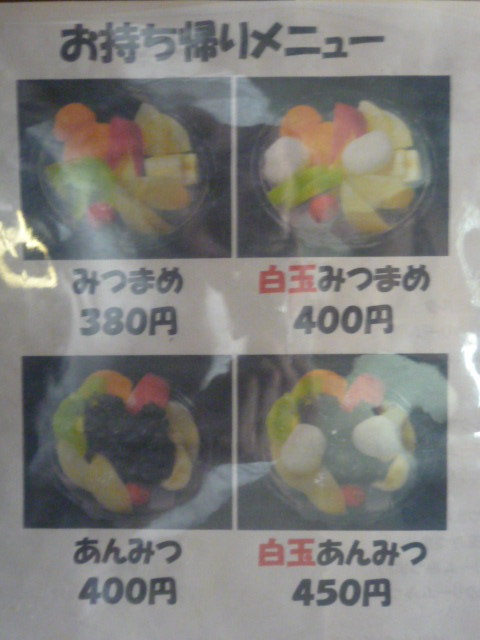 お持ち帰りメニュー
みつまめ
380円
白玉みつまめ
400円
あんみつ
400円
白玉あんみつ
450円